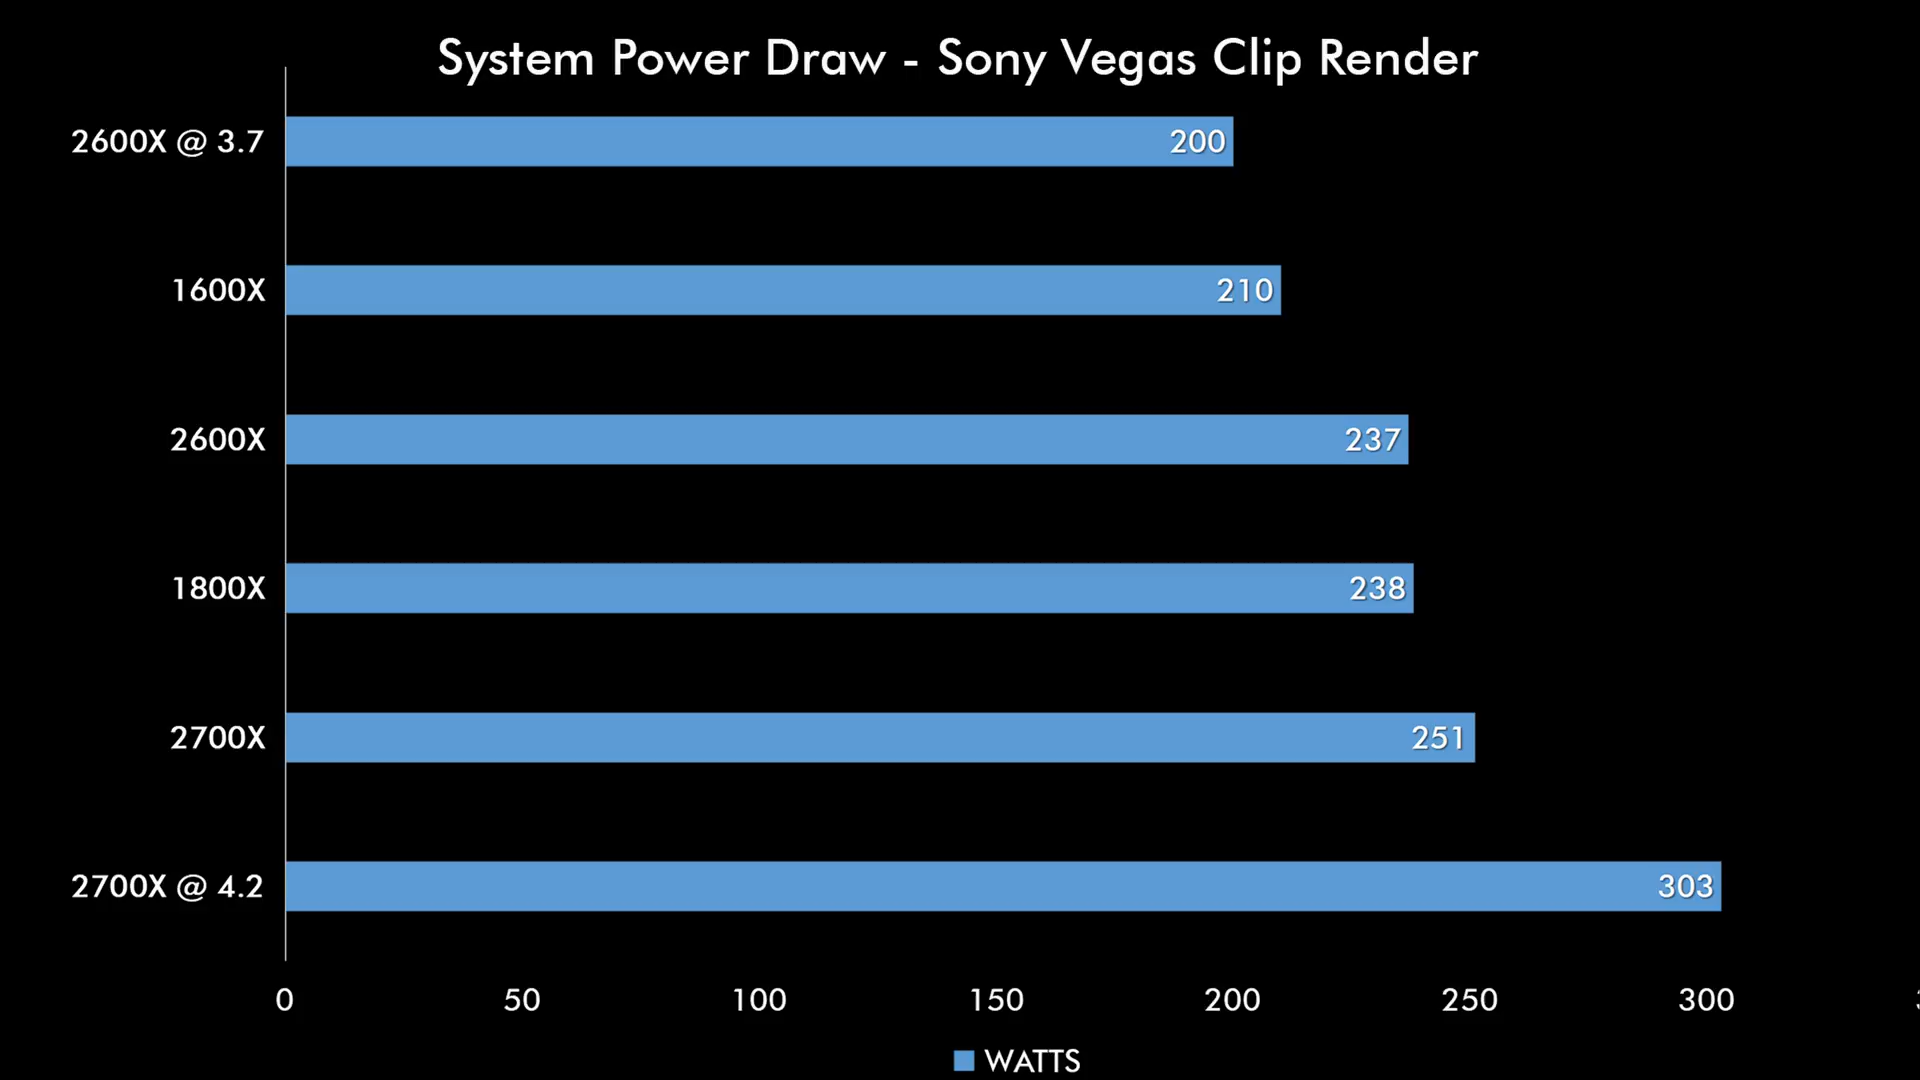 System Power Draw - Sony Vegas Clip Render
2600X @ 3.7 200
1600X 210
2600X 237
1800X 238
2700X 251
2700X @ 4.2 303
0 50 100 150 200 250 300
WATTS